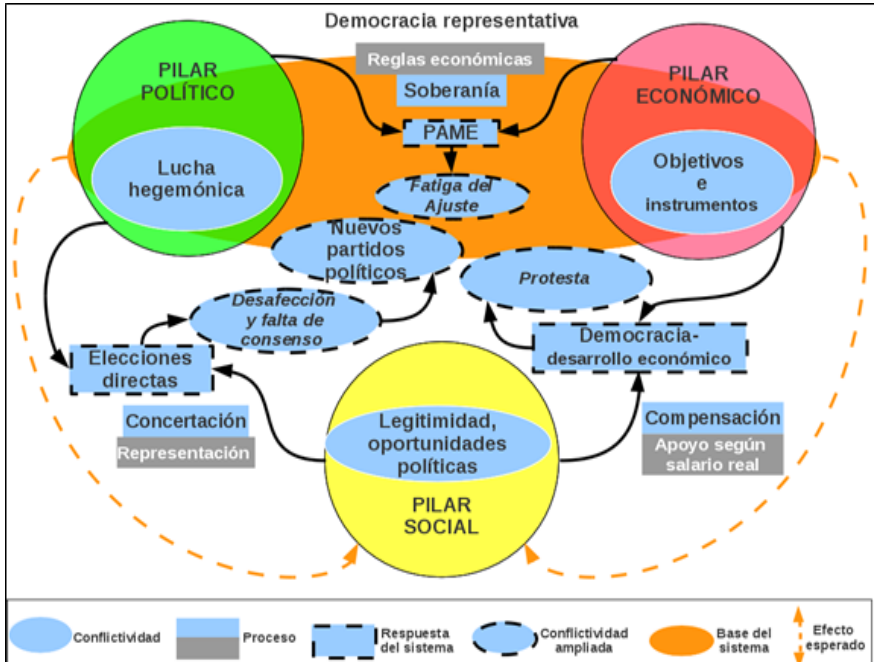 Democracia representativa
PILAR
POLÍTICO
Reglas económicas
Soberanía
PILAR
ECONÓMICO
PAME
Lucha
hegemónica
Fatiga del
Ajuste
Objetivos
e
instrumentos
Nuevos
partidos
políticos
Protesta
Desafección
y falta de
consenso
Elecciones
directas
Democracia-
desarrollo económico
Concertación
Representación
Legitimidad,
oportunidades
políticas
Compensación
Apoyo según
salario real
PILAR
SOCIAL
Conflictividad
Proceso
Respuesta
del sistema
Conflictividad
ampliada
Base del
sistema
Efecto
esperado